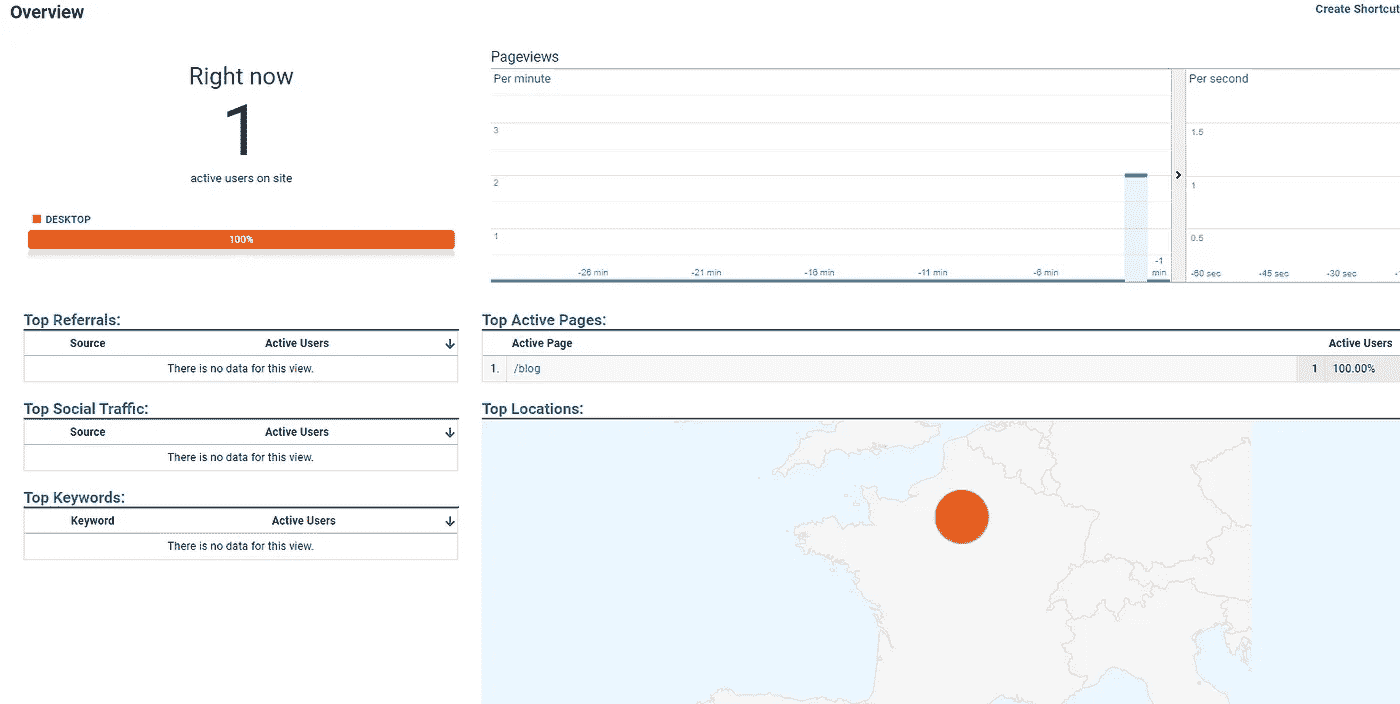 Overview
Create Shortcut
Right now
1
active users on site
DESKTOP
100%
Pageviews
Per minute
3
2
1
-26 min
-21 min
-16 min
-11 min
-6 min
-1
min
Per second
1.5
1
0.5
-60 sec
-45 sec
-30 sec
Top Referrals:
Source Active Users
There is no data for this view.
Top Active Pages:
Active Page Active Users
1. /blog 1 100.00%
Top Social Traffic:
Source Active Users
There is no data for this view.
Top Locations:
Top Keywords:
Keyword Active Users
There is no data for this view.